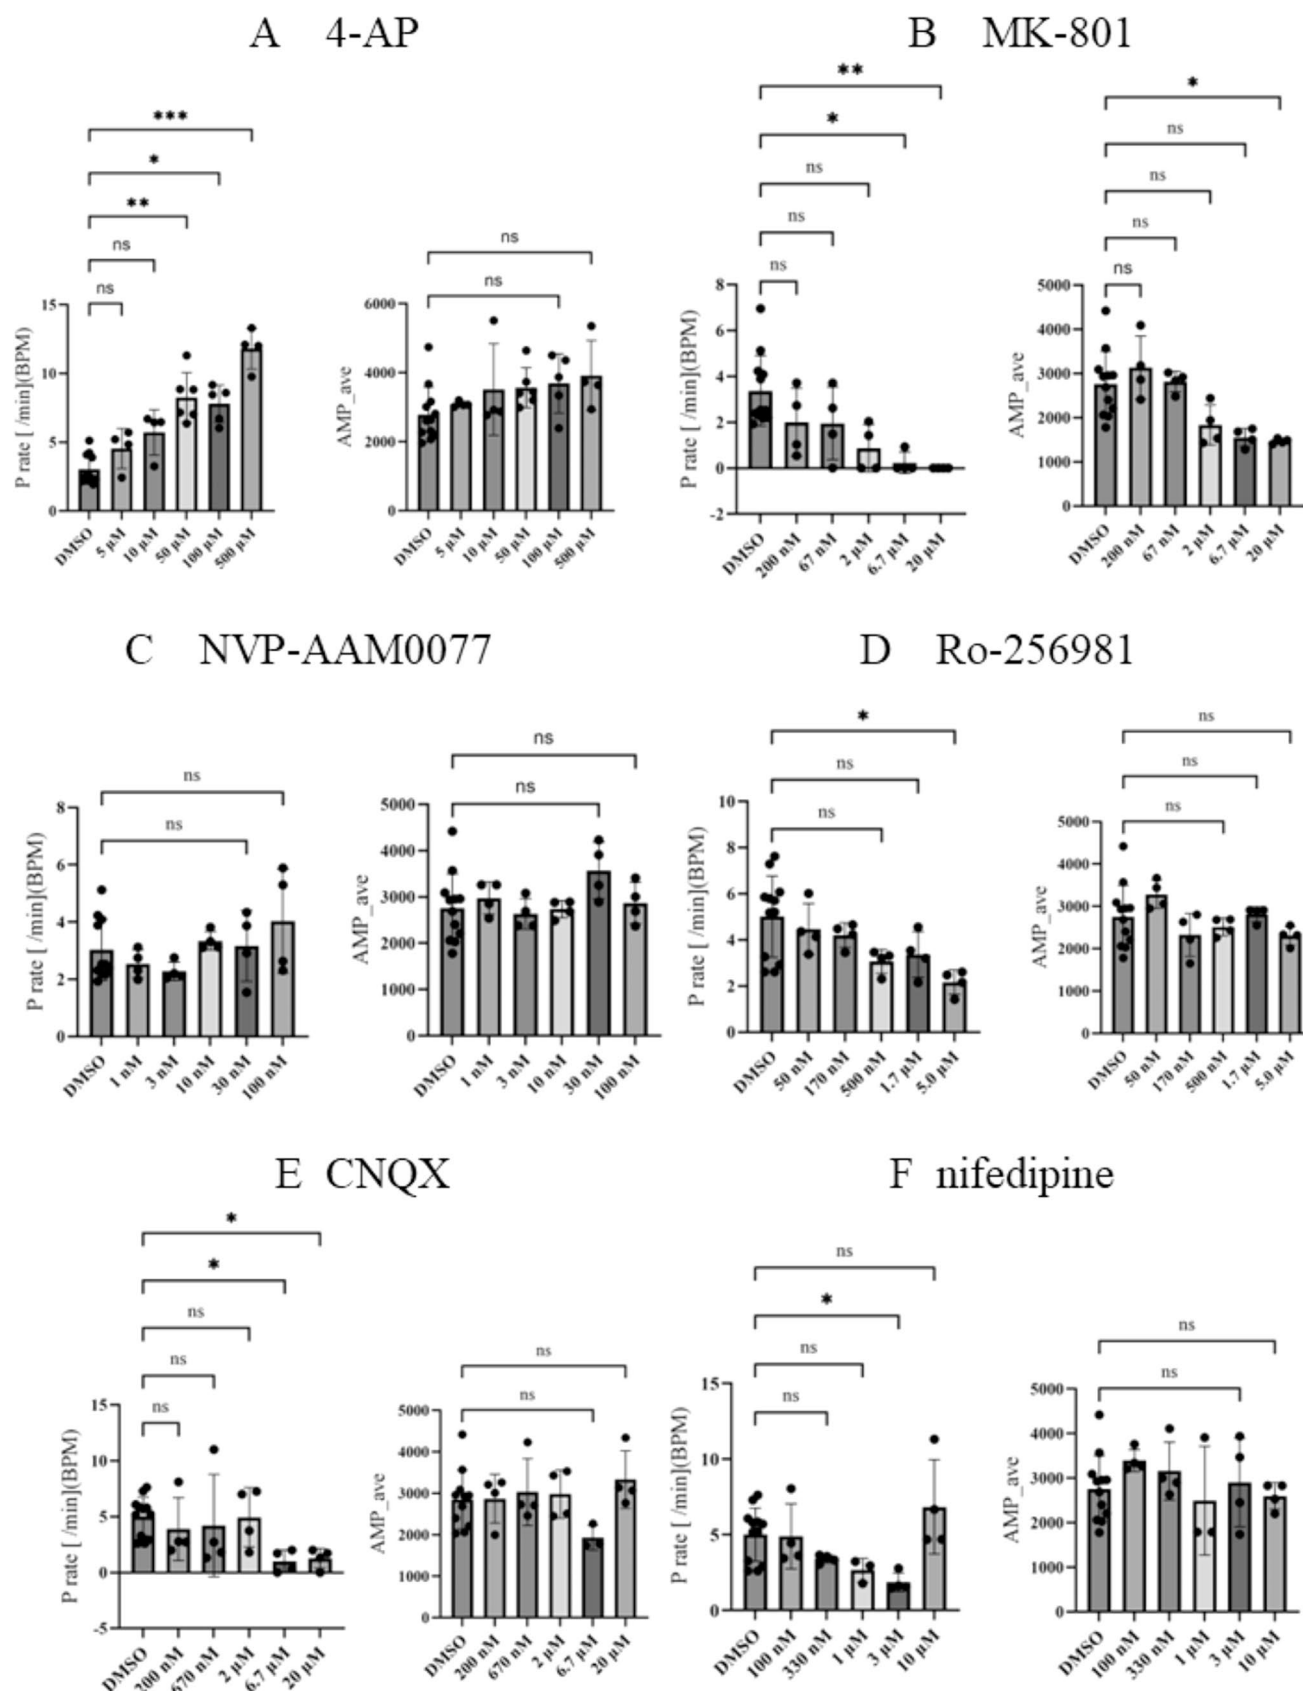 A 4-AP
***
*
**
ns
ns
15
10
5
0
P rate [ /min](BPM)
DMSO
5 µM
10 µM
50 µM
100 µM
500 µM
ns
ns
6000
4000
2000
0
AMP_ave
DMSO
5 µM
10 µM
50 µM
100 µM
500 µM
B MK-801
**
*
ns
ns
ns
8
6
4
2
0
-2
P rate [ /min](BPM)
DMSO
200 nM
67 nM
2 µM
6.7 µM
20 µM
*
ns
ns
ns
ns
5000
4000
3000
2000
1000
0
AMP_ave
DMSO
200 nM
67 nM
2 µM
6.7 µM
20 µM
C NVP-AAM0077
ns
ns
8
6
4
2
0
P rate [ /min](BPM)
DMSO
1 nM
3 nM
10 nM
30 nM
100 nM
ns
ns
5000
4000
3000
2000
1000
0
AMP_ave
DMSO
1 nM
3 nM
10 nM
30 nM
100 nM
D Ro-256981
*
ns
ns
10
8
6
4
2
0
P rate [ /min](BPM)
DMSO
50 nM
170 nM
500 nM
1.7 µM
5.0 µM
ns
ns
ns
5000
4000
3000
2000
1000
0
AMP_ave
DMSO
50 nM
170 nM
500 nM
1.7 µM
5.0 µM
E CNQX
*
*
ns
ns
ns
15
10
5
0
-5
P rate [ /min](BPM)
DMSO
200 nM
670 nM
2 µM
6.7 µM
20 µM
ns
ns
5000
4000
3000
2000
1000
0
AMP_ave
DMSO
200 nM
670 nM
2 µM
6.7 µM
20 µM
F nifedipine
ns
*
ns
ns
15
10
5
0
P rate [ /min](BPM)
DMSO
100 nM
330 nM
1 µM
3 µM
10 µM
ns
ns
5000
4000
3000
2000
1000
0
AMP_ave
DMSO
100 nM
330 nM
1 µM
3 µM
10 µM